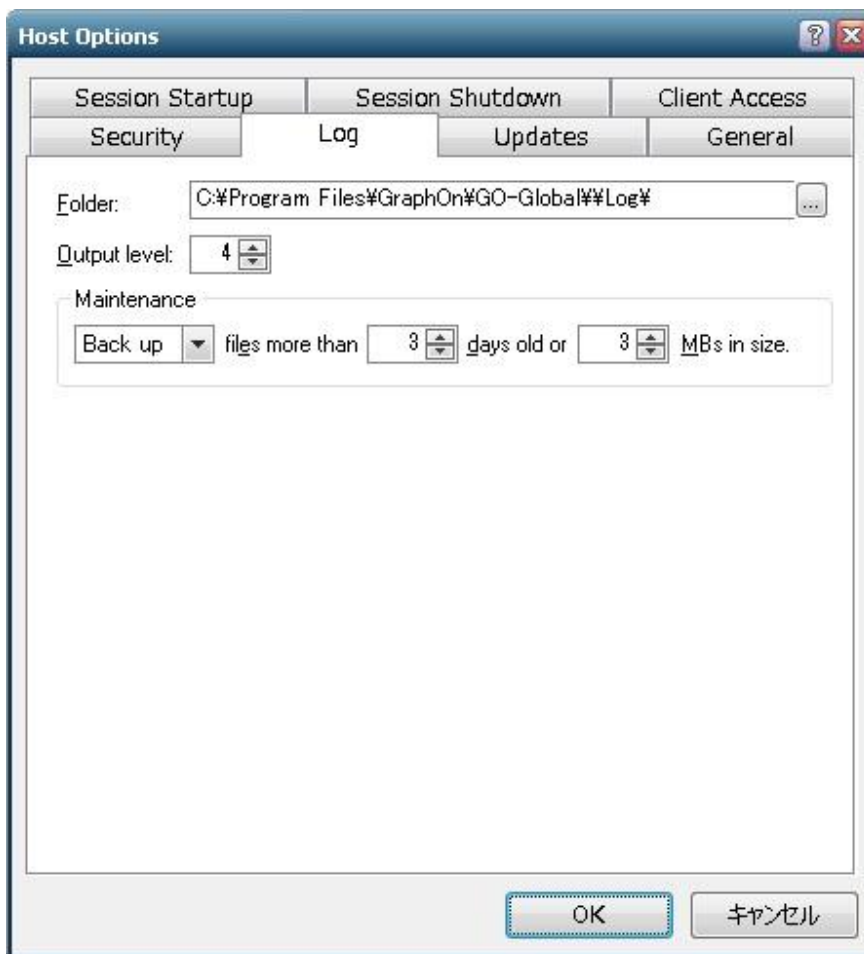 Host Options
Session Startup Session Shutdown Client Access
Security Log Updates General
Folder: C:¥Program Files¥GraphOn¥GO-Global¥¥Log¥ ...
Output level: 4
Maintenance
Back up files more than 3 days old or 3 MBs in size.
OK キャンセル